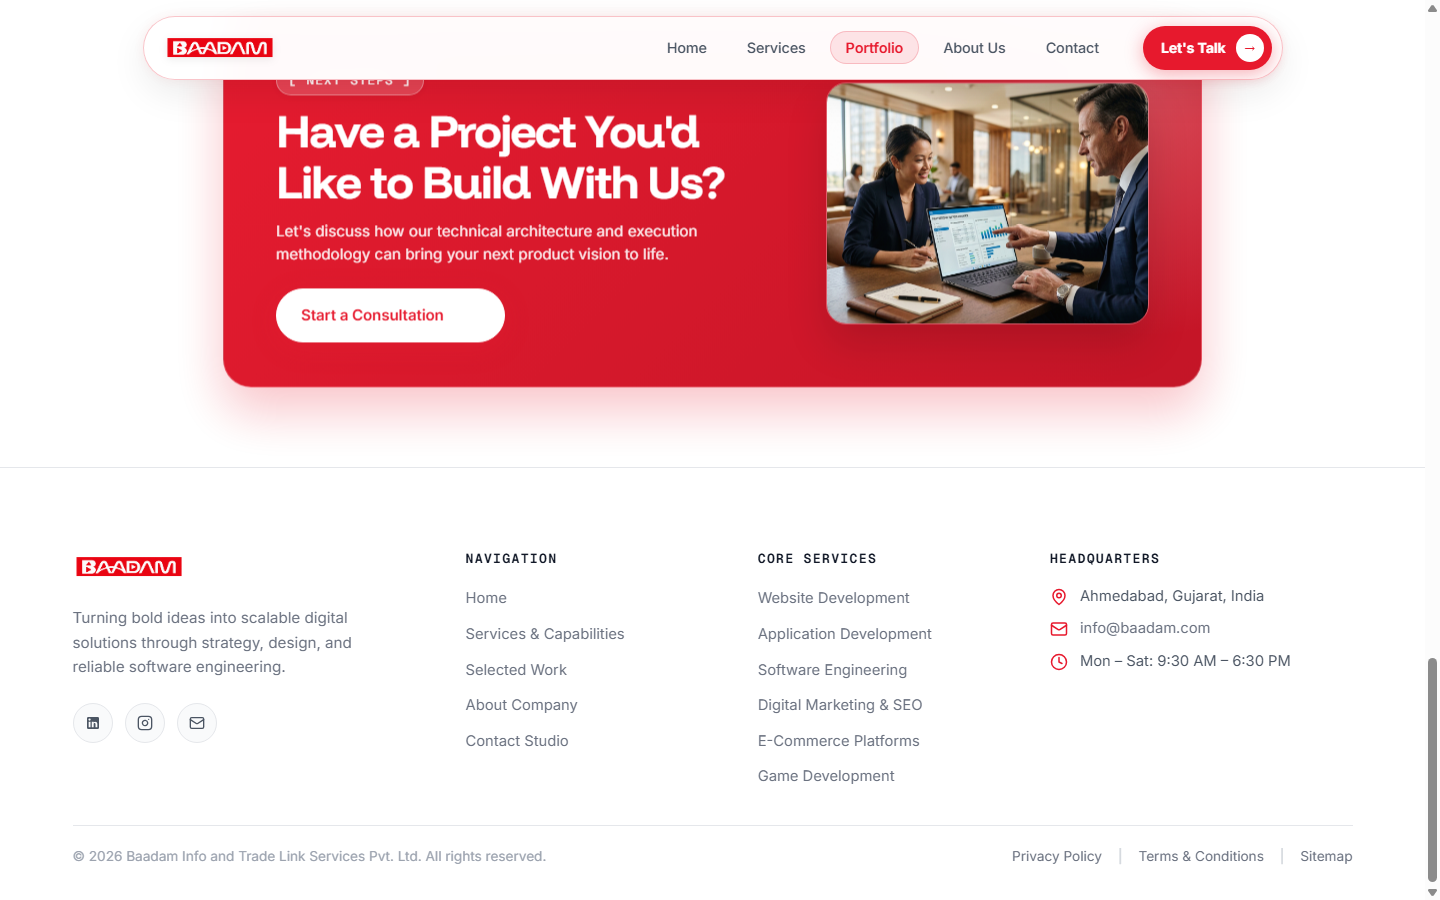 BAADAM
Home
Services
Portfolio
About Us
Contact
Let's Talk →
[ NEXT STEPS ]
Have a Project You'd
Like to Build With Us?
Let's discuss how our technical architecture and execution
methodology can bring your next product vision to life.
Start a Consultation
BAADAM
Turning bold ideas into scalable digital
solutions through strategy, design, and
reliable software engineering.
NAVIGATION
Home
Services & Capabilities
Selected Work
About Company
Contact Studio
CORE SERVICES
Website Development
Application Development
Software Engineering
Digital Marketing & SEO
E-Commerce Platforms
Game Development
HEADQUARTERS
Ahmedabad, Gujarat, India
info@baadam.com
Mon – Sat: 9:30 AM – 6:30 PM
© 2026 Baadam Info and Trade Link Services Pvt. Ltd. All rights reserved.
Privacy Policy
Terms & Conditions
Sitemap